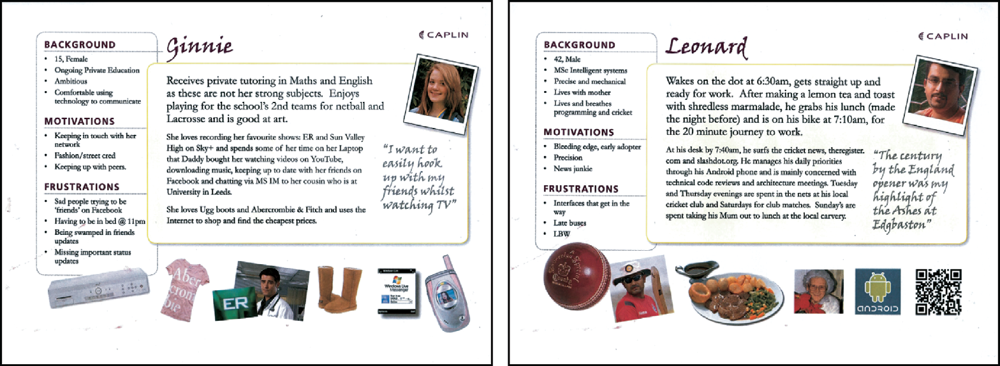 CAPLIN
Ginnie
BACKGROUND
• 15, Female
• Ongoing Private Education
• Ambitious
• Comfortable using
technology to communicate
MOTIVATIONS
• Keeping in touch with her
network
• Fashion/street cred
• Keeping up with peers.
FRUSTRATIONS
• Sad people trying to be
‘friends’ on Facebook
• Having to be in bed @ 11pm
• Being swamped in friends
updates
• Missing important status
updates
Receives private tutoring in Maths and English
as these are not her strong subjects. Enjoys
playing for the school’s 2nd teams for netball and
Lacrosse and is good at art.
She loves recording her favourite shows: ER and Sun Valley
High on Sky+ and spends some of her time on her Laptop
that Daddy bought her watching videos on YouTube,
downloading music, keeping up to date with her friends on
Facebook and chatting via MS IM to her cousin who is at
University in Leeds.
She loves Ugg boots and Abercrombie & Fitch and uses the
Internet to shop and find the cheapest prices.
“I want to
easily hook
up with my
friends whilst
watching TV”
Aber
crom
bie
ER
Windows Live
Messenger
CAPLIN
Leonard
BACKGROUND
• 42, Male
• MSc Intelligent systems
• Precise and mechanical
• Lives with mother
• Lives and breathes
programming and cricket
MOTIVATIONS
• Bleeding edge, early adopter
• Precision
• News junkie
FRUSTRATIONS
• Interfaces that get in the
way
• Late buses
• LBW
Wakes on the dot at 6:30am, gets straight up and
ready for work. After making a lemon tea and toast
with shredless marmalade, he grabs his lunch (made
the night before) and is on his bike at 7:10am, for
the 20 minute journey to work.
At his desk by 7:40am, he surfs the cricket news, theregister.
com and slashdot.org. He manages his daily priorities
through his Android phone and is mainly concerned with
technical code reviews and architecture meetings. Tuesday
and Thursday evenings are spent in the nets at his local
cricket club and Saturdays for club matches. Sunday’s are
spent taking his Mum out to lunch at the local carvery.
“The century
by the England
opener was my
highlight of
the Ashes at
Edgbaston”
County
ANDROID